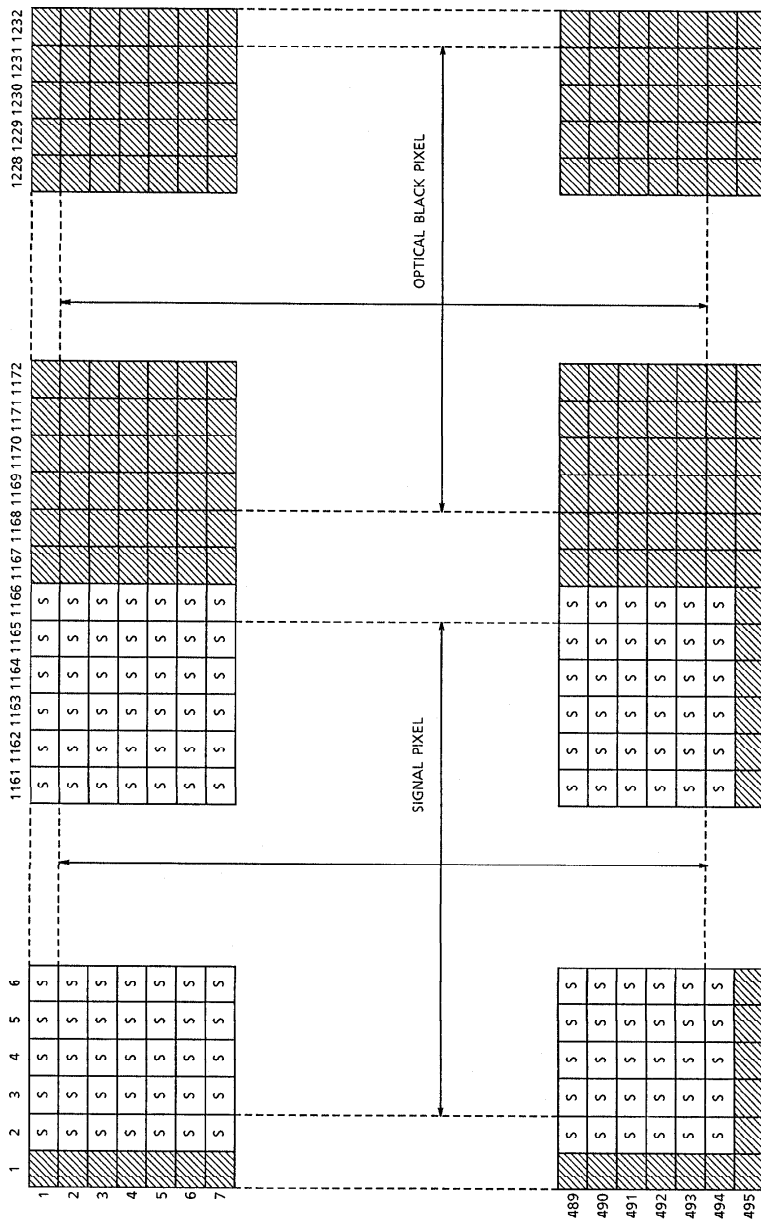 1 2 3 4 5 6 1161 1162 1163 1164 1165 1166 1167 1168 1169 1170 1171 1172 1228 1229 1230 1231 1232
1 S S S S S S S S S S S
2 S S S S S S S S S S S
3 S S S S S S S S S S S
4 S S S S S S S S S S S
5 S S S S S S S S S S S
6 S S S S S S S S S S S
7 S S S S S S S S S S S
SIGNAL PIXEL OPTICAL BLACK PIXEL
489 S S S S S S S S S S S
490 S S S S S S S S S S S
491 S S S S S S S S S S S
492 S S S S S S S S S S S
493 S S S S S S S S S S S
494 S S S S S S S S S S S
495